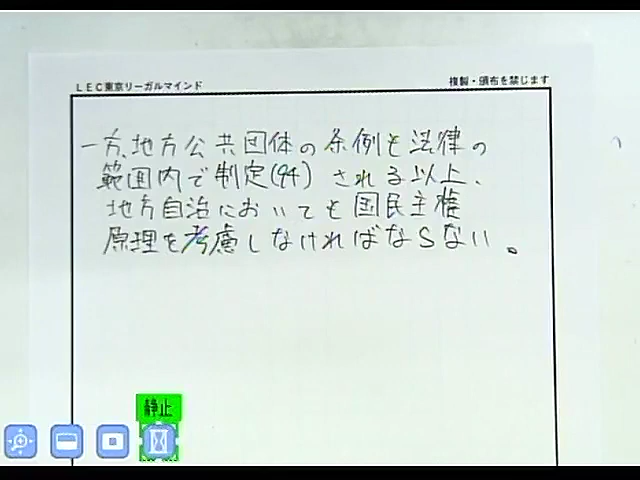 LEC東京リーガルマインド
複製・頒布を禁じます
一方、地方公共団体の条例も法律の
範囲内で制定(94)される以上、
地方自治においても国民主権
原理を考慮しなければならない。
静止